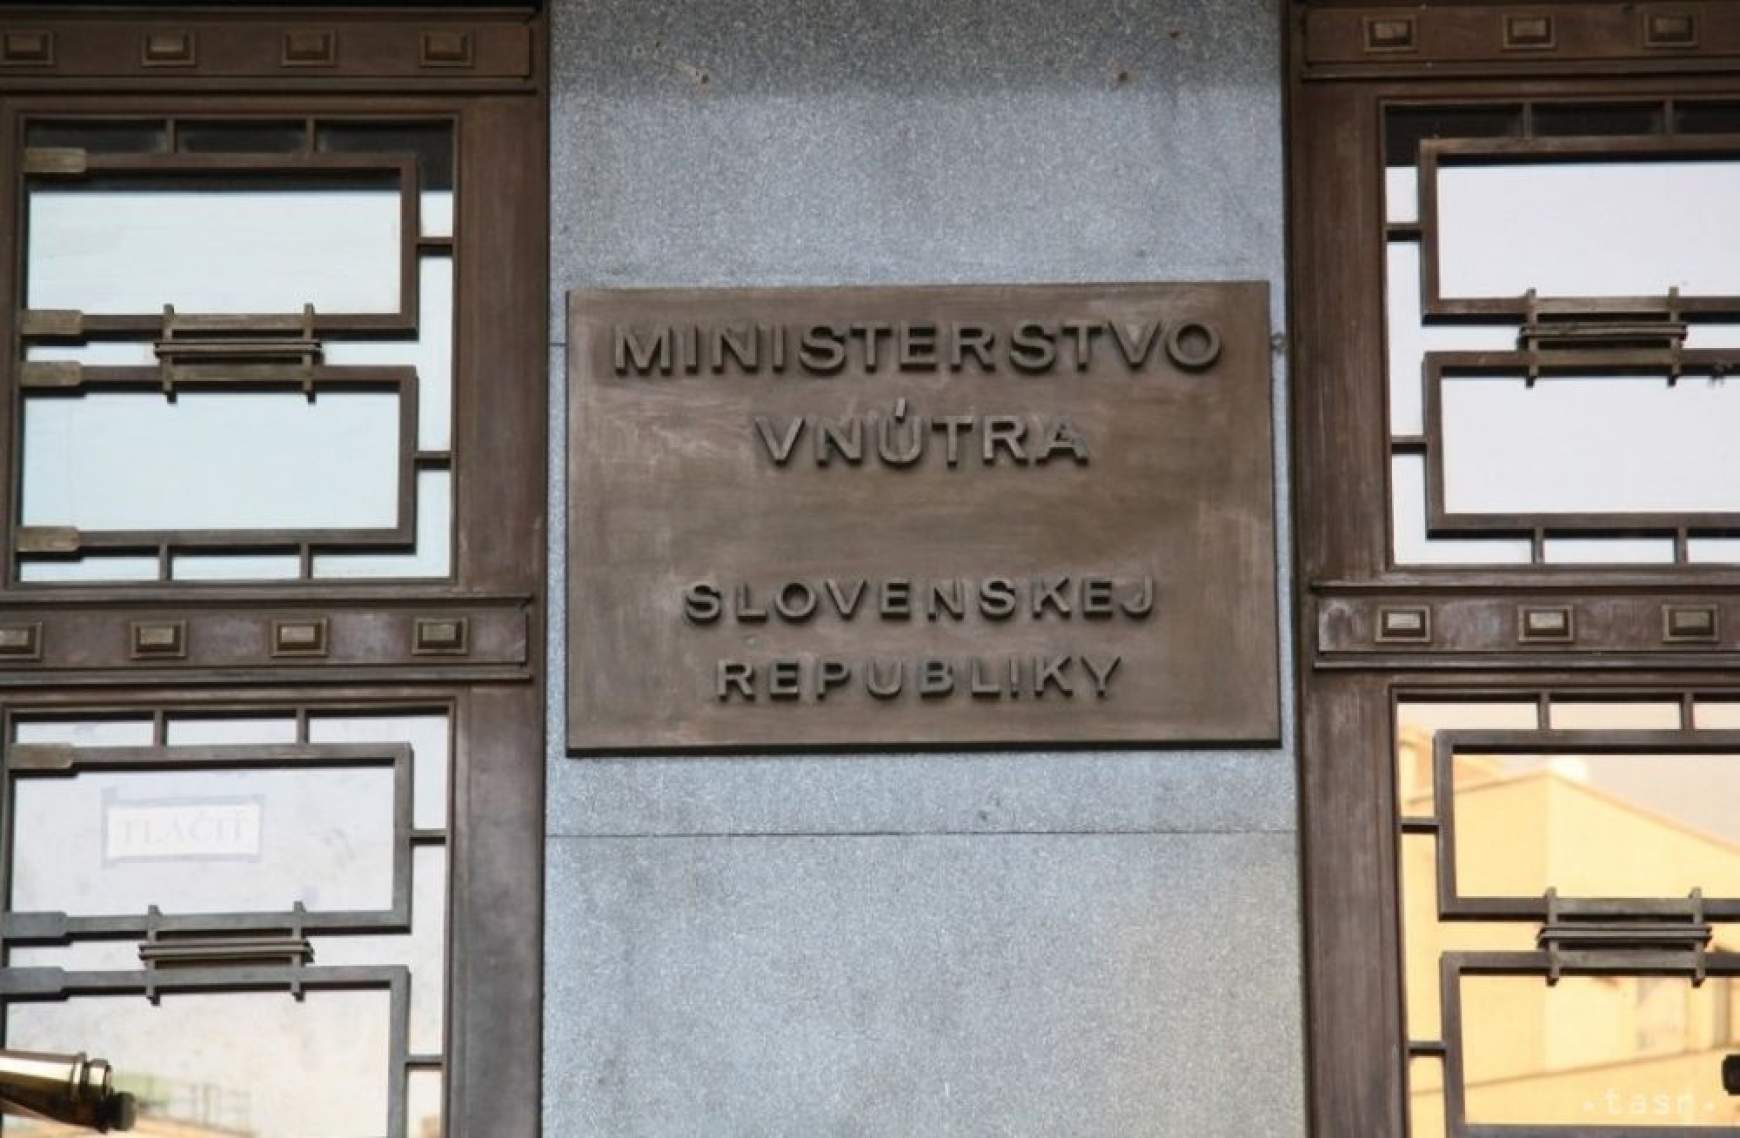 MINISTERSTVO
VNÚTRA
SLOVENSKEJ
REPUBLIKY
TLAČIŤ
.tasr.